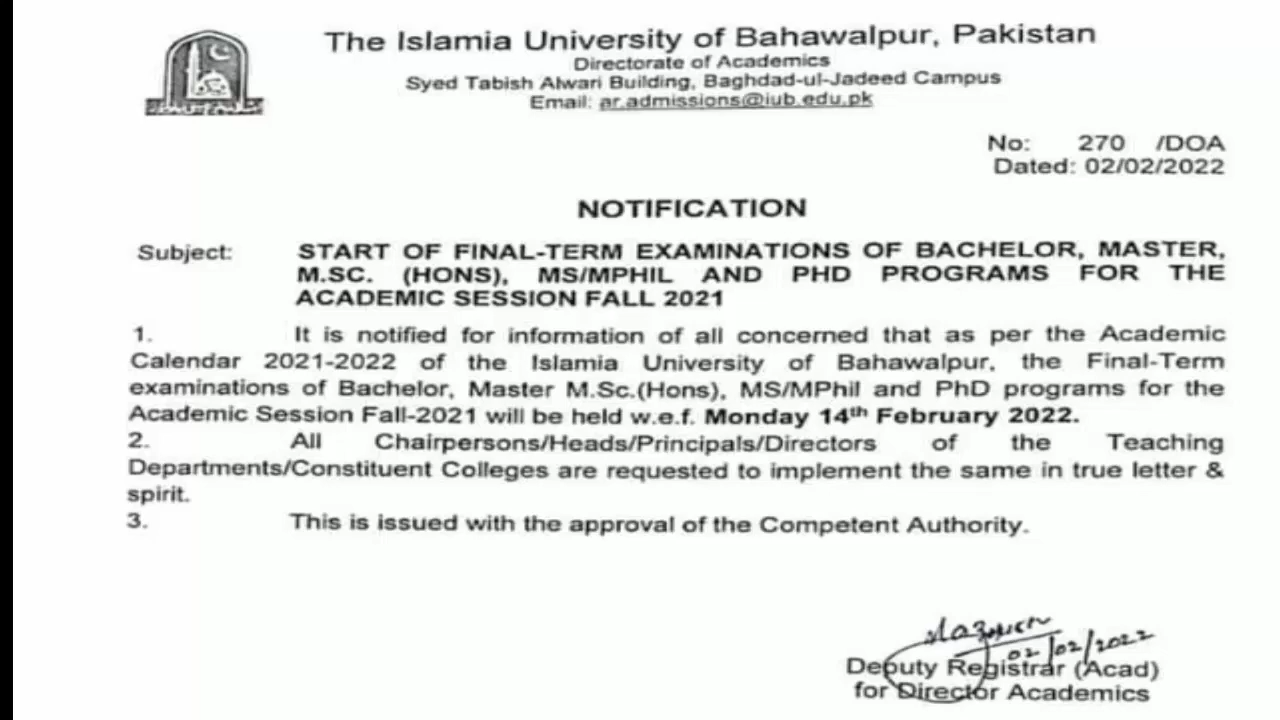 The Islamia University of Bahawalpur, Pakistan
Directorate of Academics
Syed Tabish Alwari Building, Baghdad-ul-Jadeed Campus
Email: ar.admissions@iub.edu.pk
No: 270 /DOA
Dated: 02/02/2022
NOTIFICATION
Subject: START OF FINAL-TERM EXAMINATIONS OF BACHELOR, MASTER,
M.SC. (HONS), MS/MPHIL AND PHD PROGRAMS FOR THE
ACADEMIC SESSION FALL 2021
1. It is notified for information of all concerned that as per the Academic
Calendar 2021-2022 of the Islamia University of Bahawalpur, the Final-Term
examinations of Bachelor, Master M.Sc.(Hons), MS/MPhil and PhD programs for the
Academic Session Fall-2021 will be held w.e.f. Monday 14th February 2022.
2. All Chairpersons/Heads/Principals/Directors of the Teaching
Departments/Constituent Colleges are requested to implement the same in true letter &
spirit.
3. This is issued with the approval of the Competent Authority.
02/02/2022
Deputy Registrar (Acad)
for Director Academics